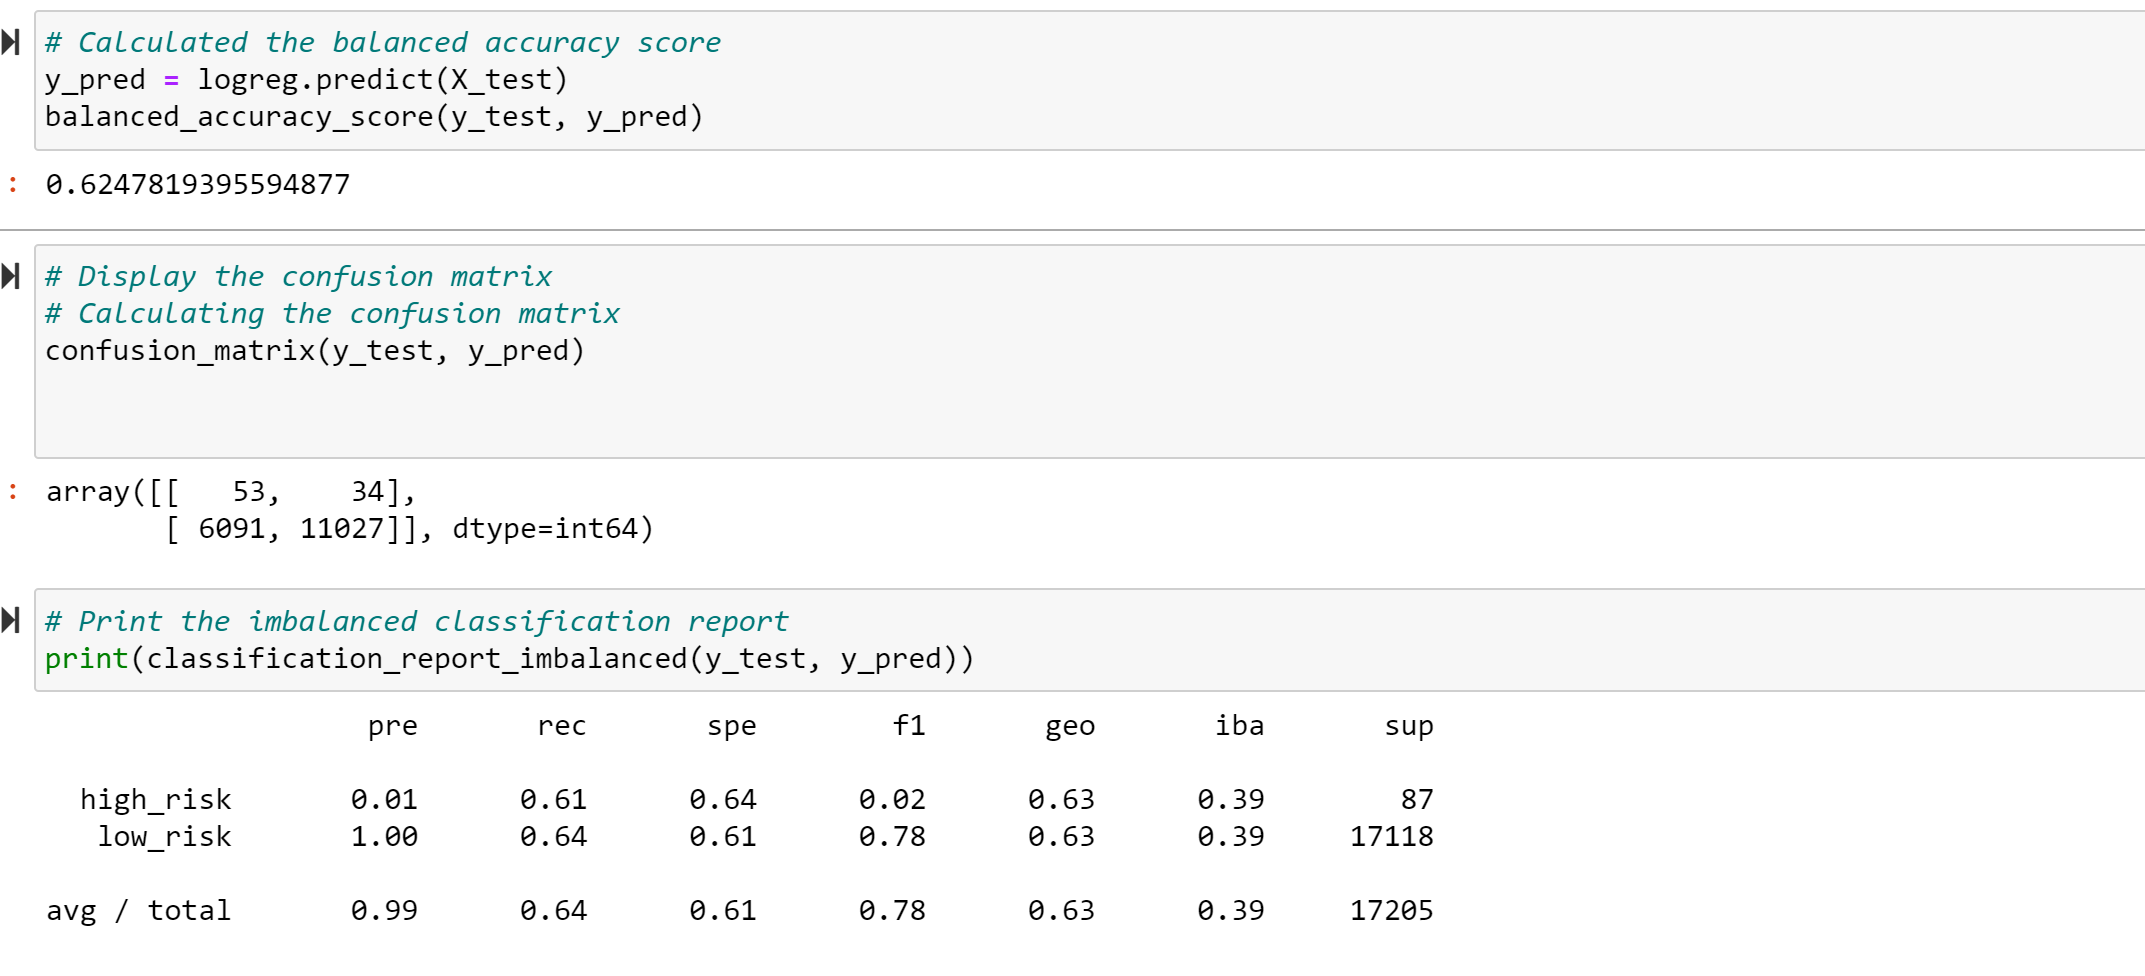 # Calculated the balanced accuracy score
y_pred = logreg.predict(X_test)
balanced_accuracy_score(y_test, y_pred)
: 0.6247819395594877
# Display the confusion matrix
# Calculating the confusion matrix
confusion_matrix(y_test, y_pred)
: array([[   53,    34],
       [ 6091, 11027]], dtype=int64)
# Print the imbalanced classification report
print(classification_report_imbalanced(y_test, y_pred))
pre       rec       spe        f1       geo       iba       sup
high_risk       0.01      0.61      0.64      0.02      0.63      0.39        87
low_risk       1.00      0.64      0.61      0.78      0.63      0.39     17118
avg / total       0.99      0.64      0.61      0.78      0.63      0.39     17205